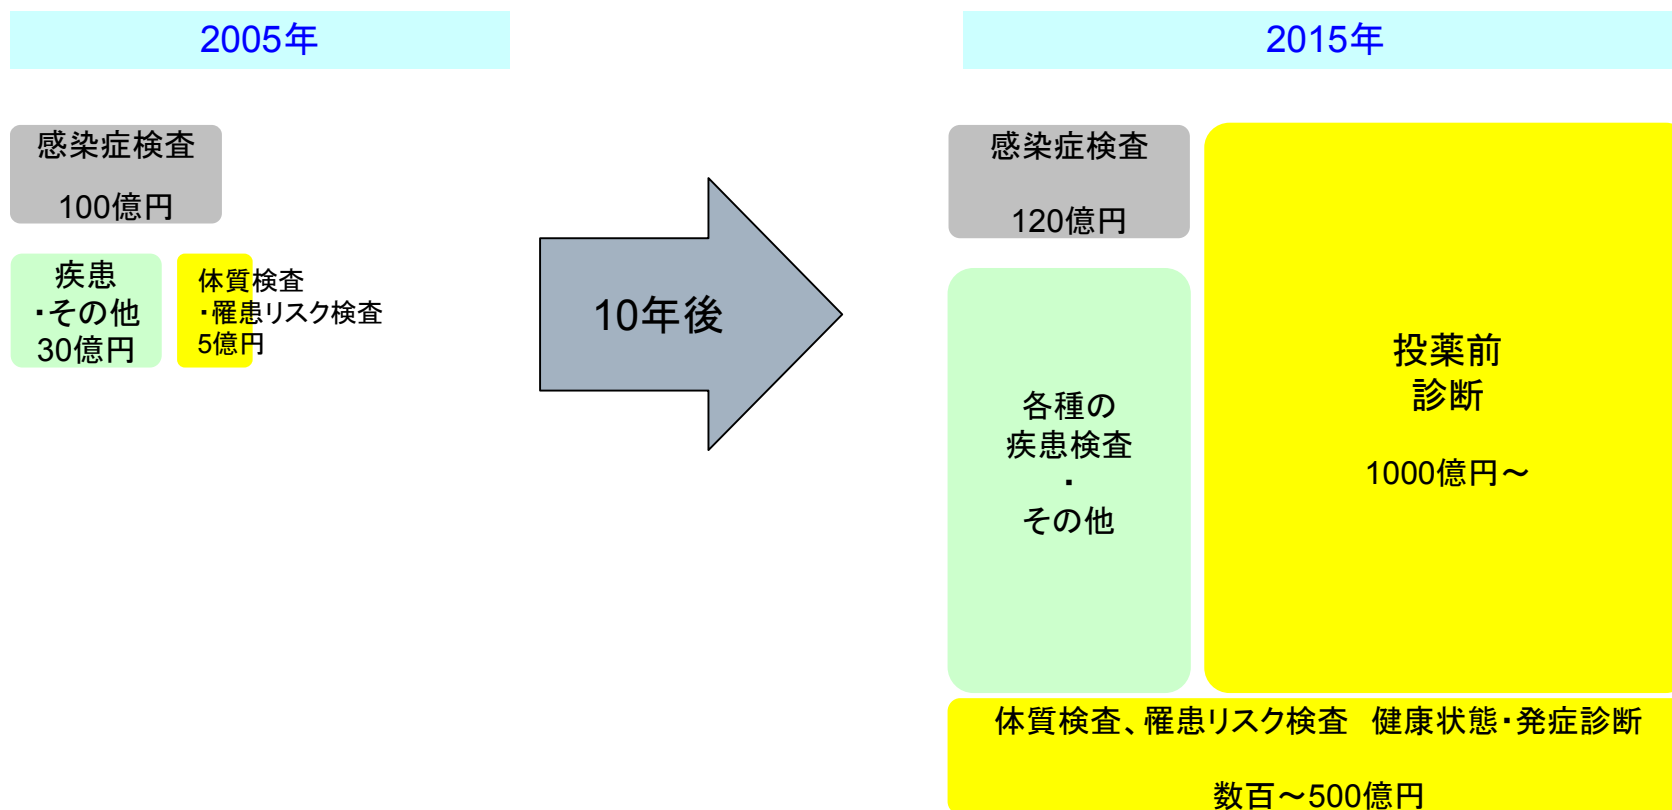 2005年
2015年
感染症検査
100億円
疾患
・その他
30億円
体質検査
・罹患リスク検査
5億円
10年後
感染症検査
120億円
各種の
疾患検査
・
その他
投薬前
診断
1000億円～
体質検査、罹患リスク検査　健康状態・発症診断
数百～500億円